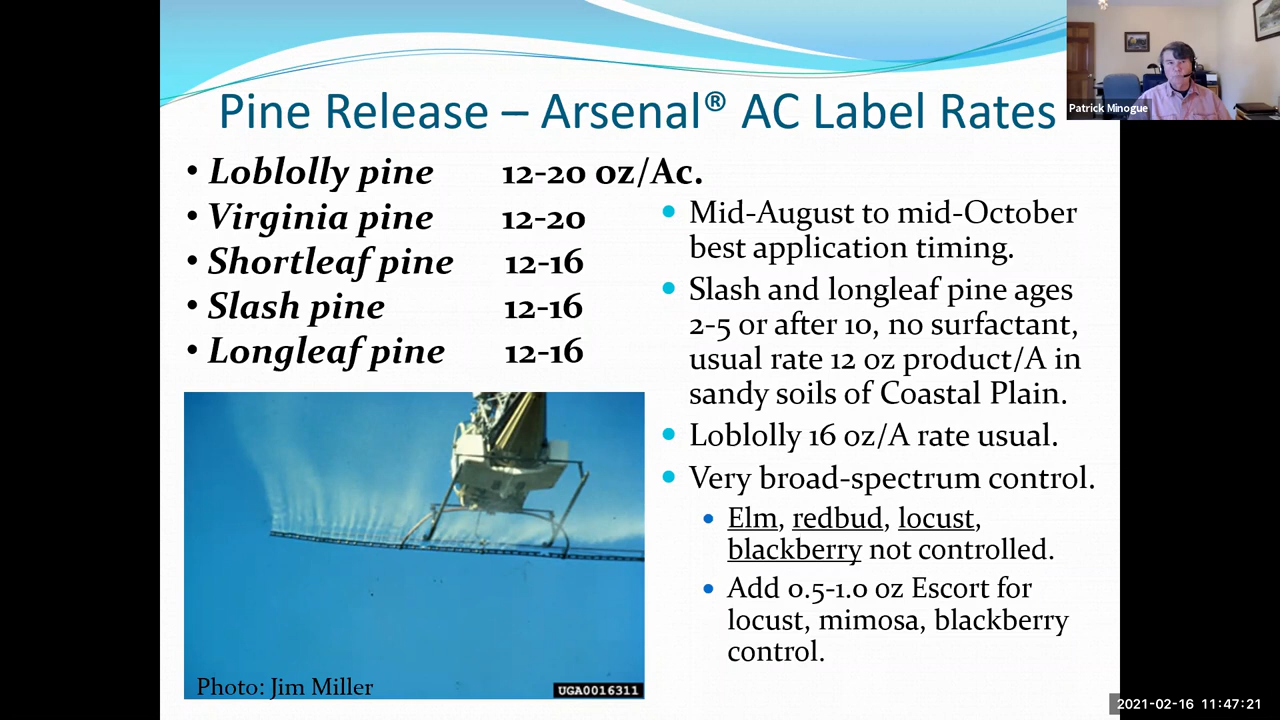 Pine Release – Arsenal® AC Label Rates
Patrick Minogue
• Loblolly pine 12-20 oz/Ac.
• Virginia pine 12-20
• Shortleaf pine 12-16
• Slash pine 12-16
• Longleaf pine 12-16
• Mid-August to mid-October
best application timing.
• Slash and longleaf pine ages
2-5 or after 10, no surfactant,
usual rate 12 oz product/A in
sandy soils of Coastal Plain.
• Loblolly 16 oz/A rate usual.
• Very broad-spectrum control.
• Elm, redbud, locust,
blackberry not controlled.
• Add 0.5-1.0 oz Escort for
locust, mimosa, blackberry
control.
Photo: Jim Miller
UGA0016311
2021-02-16 11:47:21